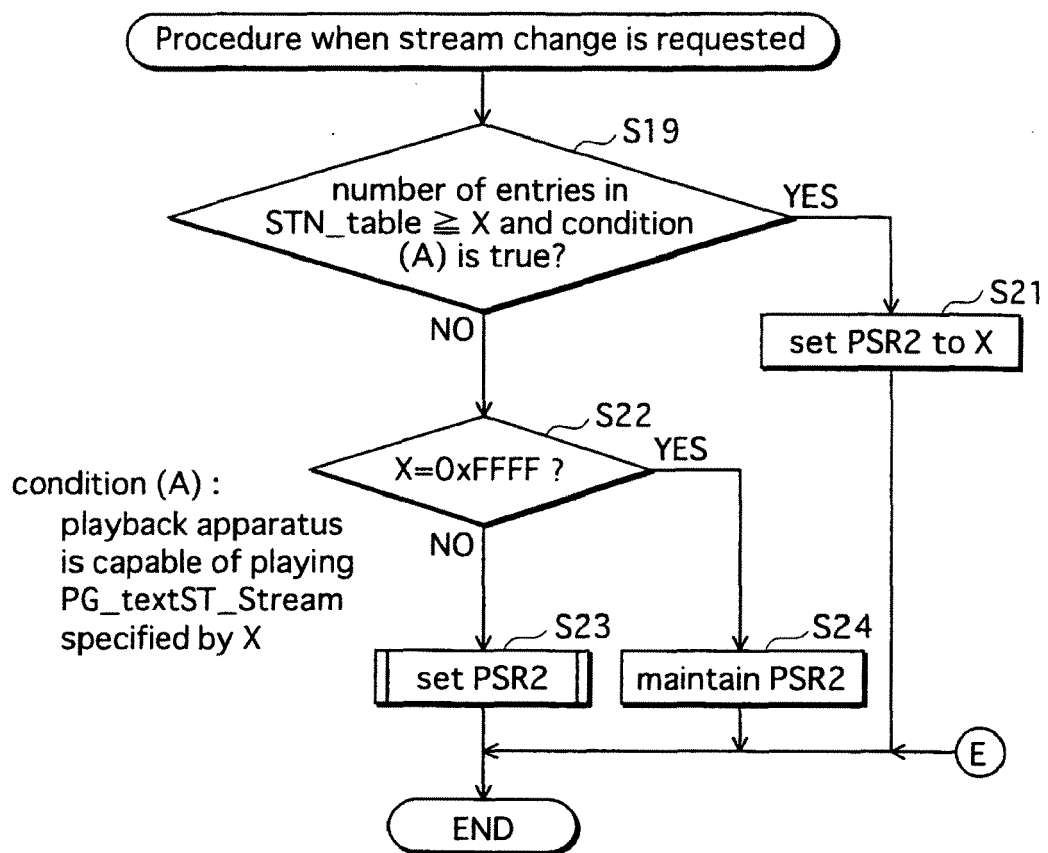 Procedure when stream change is requested
S19
number of entries in
STN_table ≧ X and condition
(A) is true?
YES
NO
S21
set PSR2 to X
S22
X=0xFFFF ?
YES
NO
condition (A) :
playback apparatus
is capable of playing
PG_textST_Stream
specified by X
S23
set PSR2
S24
maintain PSR2
E
END